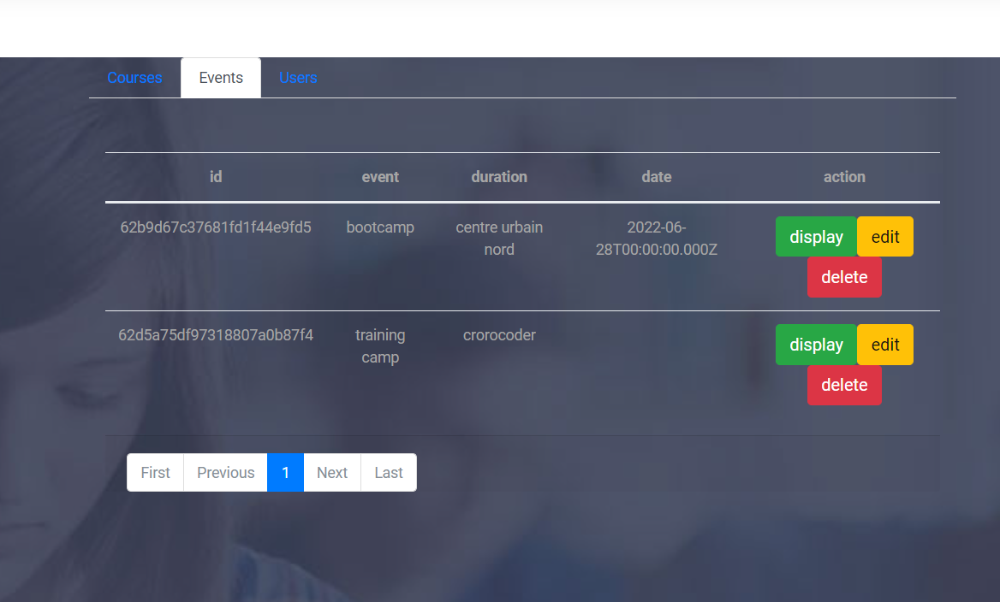 Courses Events Users
id event duration date action
62b9d67c37681fd1f44e9fd5 bootcamp centre urbain 2022-06- display edit
nord 28T00:00:00.000Z
delete
62d5a75df97318807a0b87f4 training crorocoder display edit
camp
delete
First Previous 1 Next Last